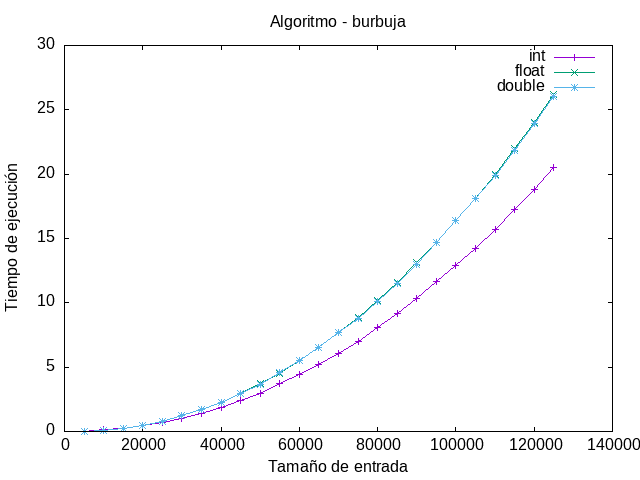 Algoritmo - burbuja
int
float
double
Tiempo de ejecución
30
25
20
15
10
5
0
0 20000 40000 60000 80000 100000 120000 140000
Tamaño de entrada